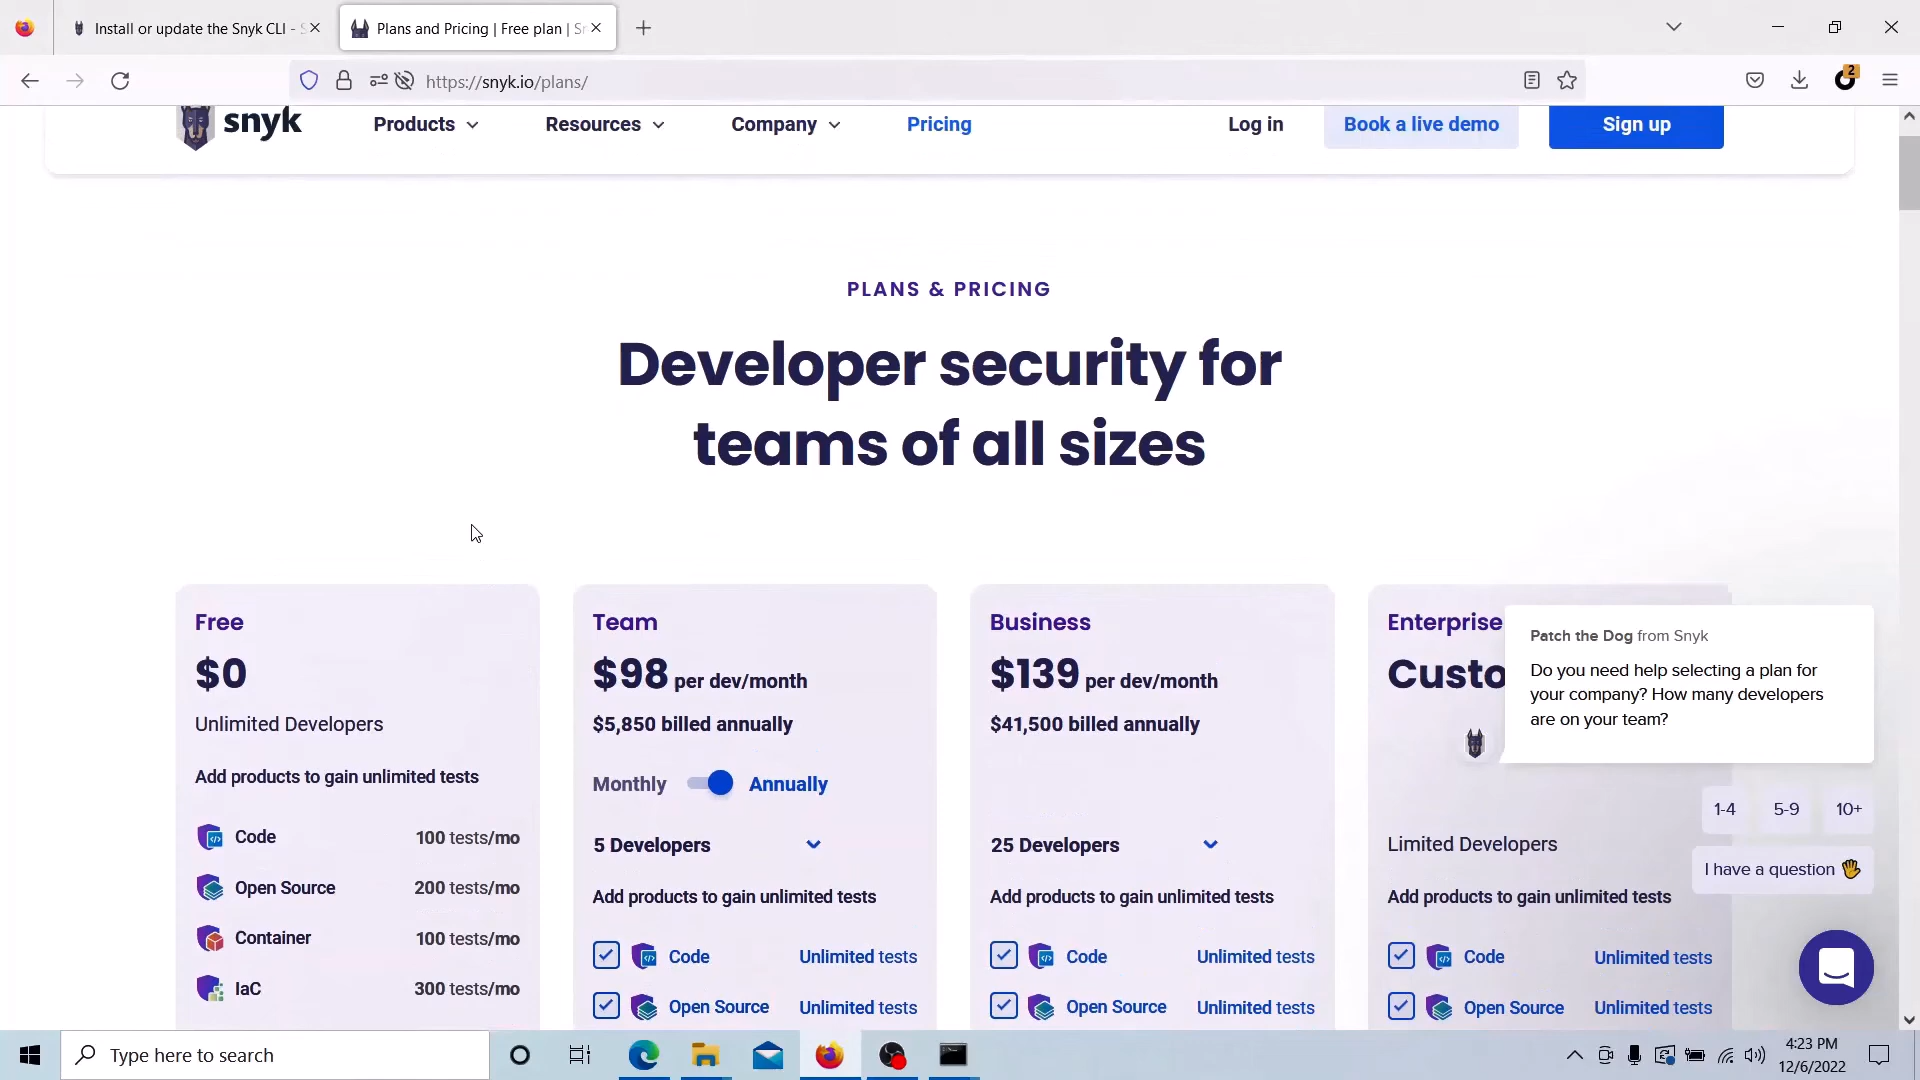 Install or update the Snyk CLI - S
Plans and Pricing | Free plan | Sn
https://snyk.io/plans/
2
snyk
Products
Resources
Company
Pricing
Log in
Book a live demo
Sign up
PLANS & PRICING
Developer security for
teams of all sizes
Free
$0
Unlimited Developers
Add products to gain unlimited tests
Code 100 tests/mo
Open Source 200 tests/mo
Container 100 tests/mo
IaC 300 tests/mo
Team
$98 per dev/month
$5,850 billed annually
Monthly Annually
5 Developers
Add products to gain unlimited tests
Code Unlimited tests
Open Source Unlimited tests
Business
$139 per dev/month
$41,500 billed annually
25 Developers
Add products to gain unlimited tests
Code Unlimited tests
Open Source Unlimited tests
Enterprise
Custo
Limited Developers
Add products to gain unlimited tests
Code Unlimited tests
Open Source Unlimited tests
Patch the Dog from Snyk
Do you need help selecting a plan for
your company? How many developers
are on your team?
1-4 5-9 10+
I have a question 👋
Type here to search
4:23 PM
12/6/2022